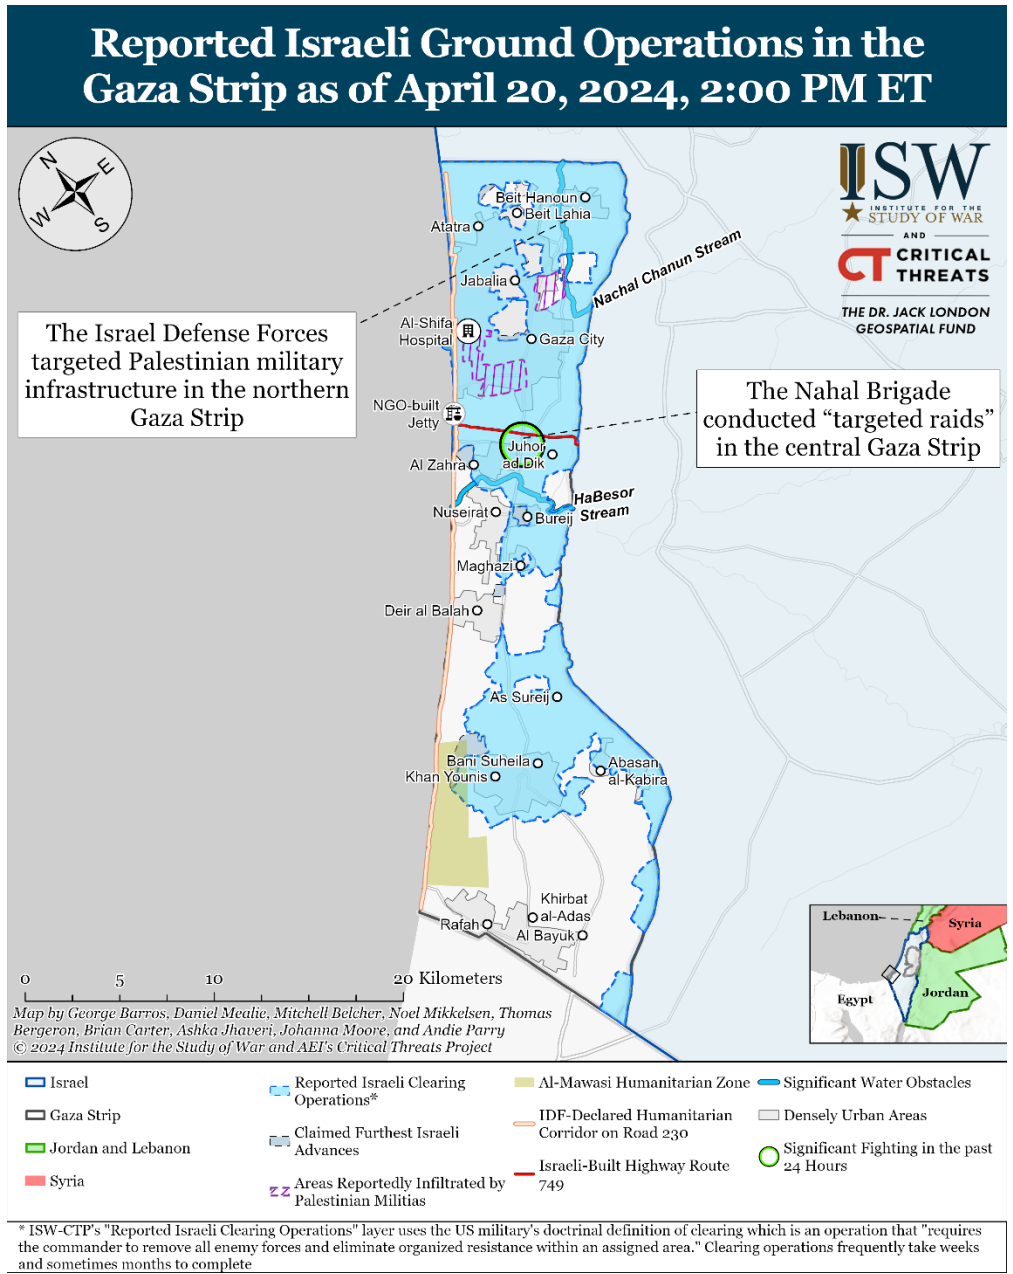 Reported Israeli Ground Operations in the
Gaza Strip as of April 20, 2024, 2:00 PM ET
N
E
W
S
ISW
INSTITUTE FOR THE
STUDY OF WAR
AND
CT CRITICAL
THREATS
THE DR. JACK LONDON
GEOSPATIAL FUND
Beit Hanoun
Beit Lahia
Atatra
Nachal Chanun Stream
Jabalia
The Israel Defense Forces
targeted Palestinian military
infrastructure in the northern
Gaza Strip
Al-Shifa
Hospital
Gaza City
The Nahal Brigade
conducted “targeted raids”
in the central Gaza Strip
NGO-built
Jetty
Juhor
ad Dik
Al Zahra
HaBesor
Stream
Nuseirat
Bureij
Maghazi
Deir al Balah
As Sureij
Bani Suheila
Khan Younis
Abasan
al-Kabira
Khirbat
al-Adas
Rafah
Al Bayuk
Lebanon
Syria
Egypt
Jordan
0 5 10 20 Kilometers
Map by George Barros, Daniel Mealie, Mitchell Belcher, Noel Mikkelsen, Thomas
Bergeron, Brian Carter, Ashka Jhaveri, Johanna Moore, and Andie Parry
© 2024 Institute for the Study of War and AEI's Critical Threats Project
Israel
Gaza Strip
Jordan and Lebanon
Syria
Reported Israeli Clearing
Operations*
Claimed Furthest Israeli
Advances
Areas Reportedly Infiltrated by
Palestinian Militias
Al-Mawasi Humanitarian Zone
IDF-Declared Humanitarian
Corridor on Road 230
Israeli-Built Highway Route
749
Significant Water Obstacles
Densely Urban Areas
Significant Fighting in the past
24 Hours
* ISW-CTP's "Reported Israeli Clearing Operations" layer uses the US military's doctrinal definition of clearing which is an operation that "requires
the commander to remove all enemy forces and eliminate organized resistance within an assigned area." Clearing operations frequently take weeks
and sometimes months to complete